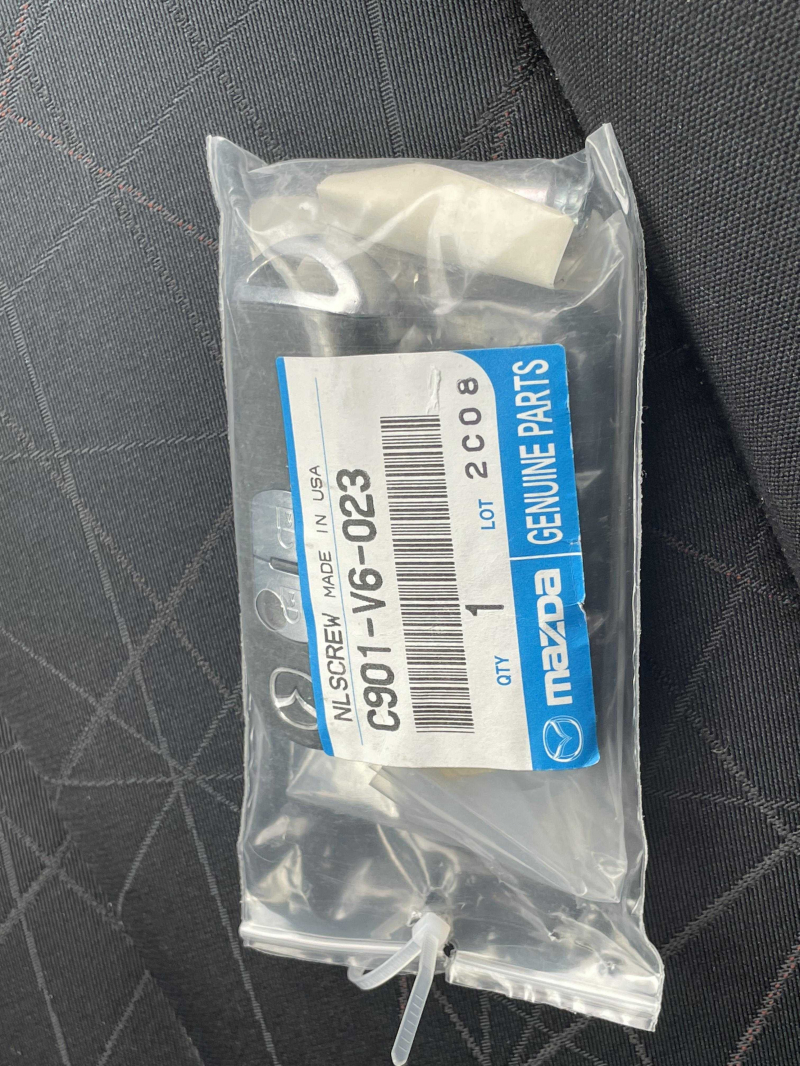 NLSCREW MADE IN USA
C901-V6-023
QTY 1 LOT 2C08
mazda GENUINE PARTS